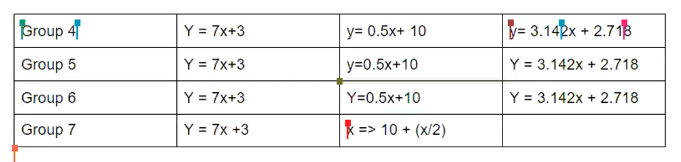 Group 4 Y = 7x+3 y= 0.5x+ 10 y= 3.142x + 2.718
Group 5 Y = 7x+3 y=0.5x+10 Y = 3.142x + 2.718
Group 6 Y = 7x+3 Y=0.5x+10 Y = 3.142x + 2.718
Group 7 Y = 7x +3 x => 10 + (x/2)